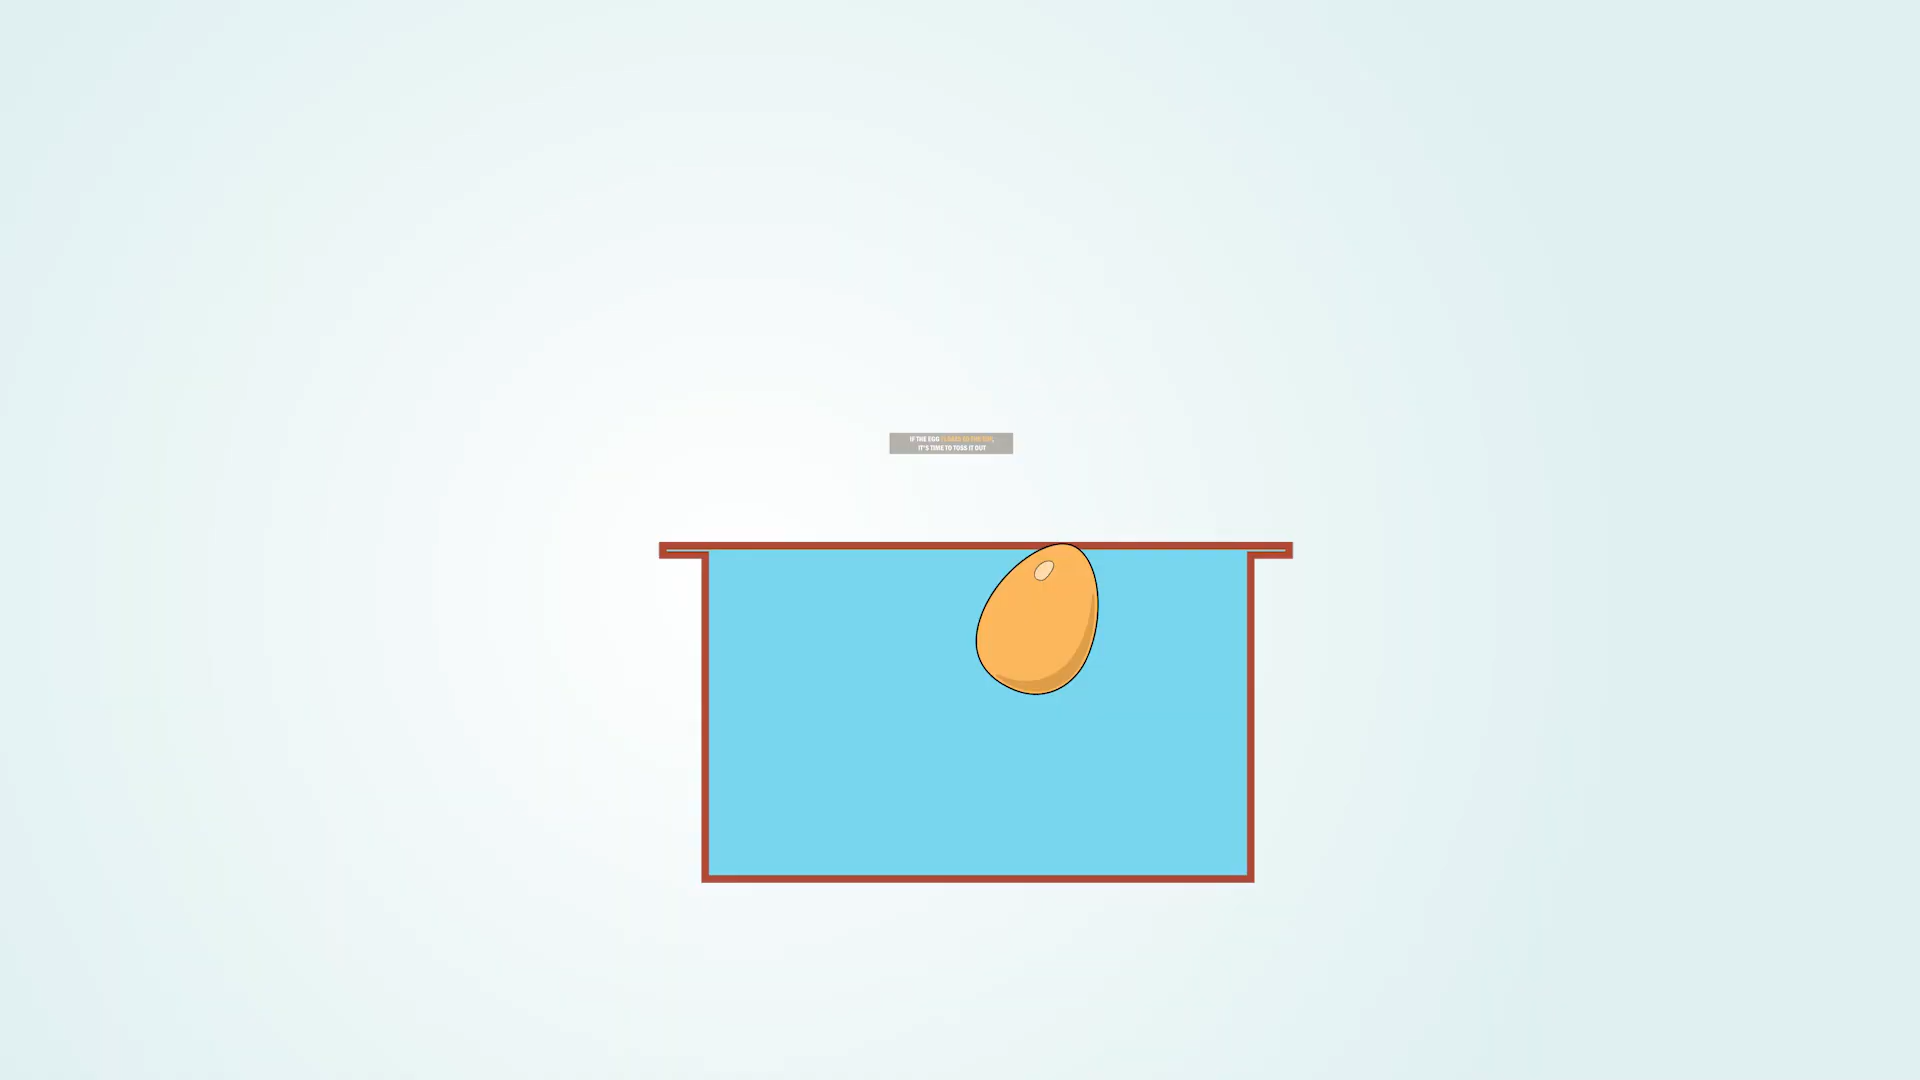 IF THE EGG FLOATS TO THE TOP,
IT'S TIME TO TOSS IT OUT